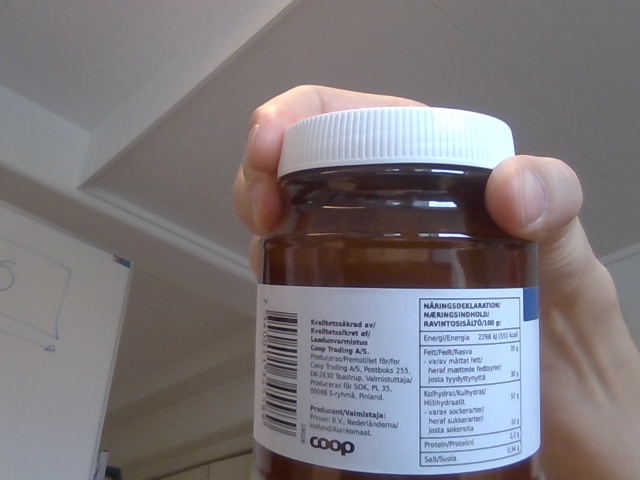 Kvalitetssäkrad av/
Kvalitetssikret af/
Laadunvarmistus
Coop Trading A/S.
Produceras/Fremstillet för/for
Coop Trading A/S, Postboks 255,
DK-2630 Taastrup. Valmistuttaja/
Produceras för SOK, PL 35,
00088 S-ryhmä, Finland.
Producent/Valmistaja:
Prinsen B.V., Nederländerna/
Holland/Alankomaat.
coop
NÄRINGSDEKLARATION/
NÆRINGSINDHOLD/
RAVINTOSISÄLTÖ/100 g:
Energi/Energia 2298 kJ (551 kcal)
Fett/Fedt/Rasva
- varav mättat fett/
heraf mættede fedtsyrer/
josta tyydyttynyttä
Kolhydrat/Kulhydrat/
Hiilihydraatit
- varav sockerarter/
heraf sukkerarter/
josta sokereita
Protein/Proteiini
Salt/Suola